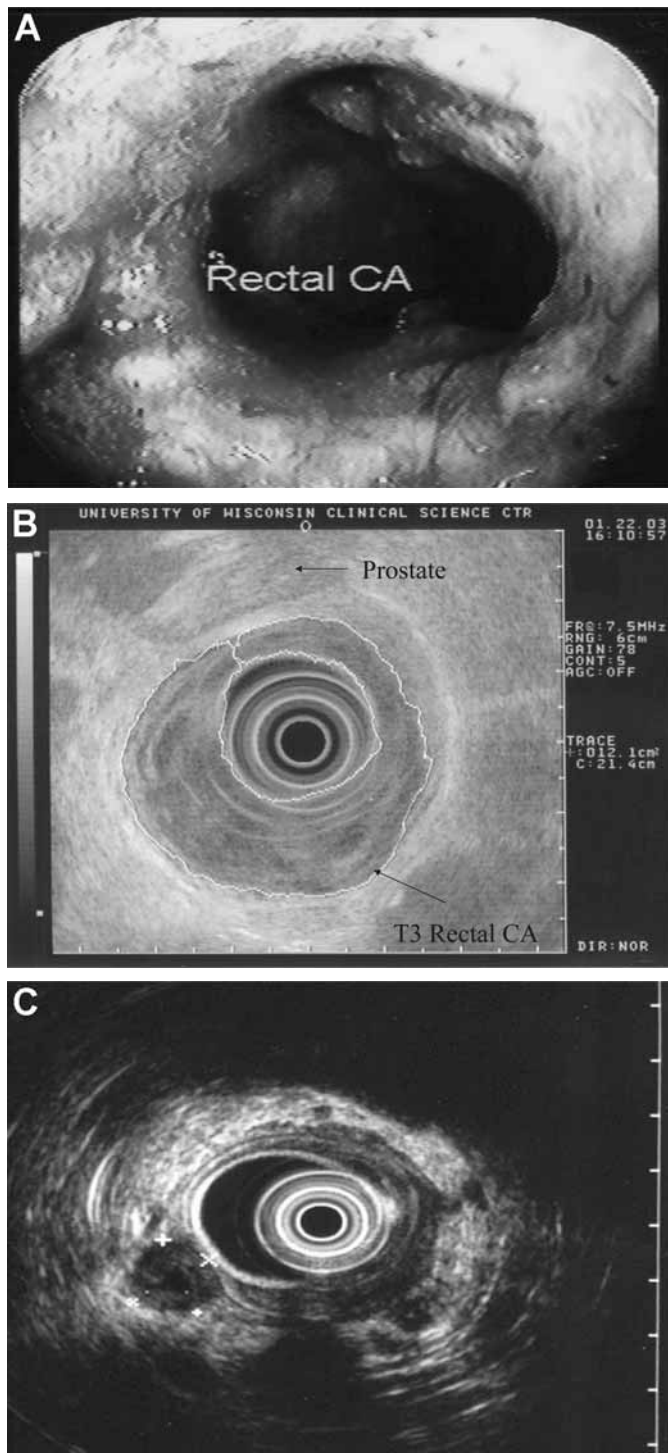 A
Rectal CA
B
UNIVERSITY OF WISCONSIN CLINICAL SCIENCE CTR
01.22.03
16:10:57
Prostate
FR@:7.5MHz
RNG: 6cm
GAIN:78
CONT:5
AGC:OFF
TRACE
+:012.1cm²
C:21.4cm
T3 Rectal CA
DIR:NOR
C